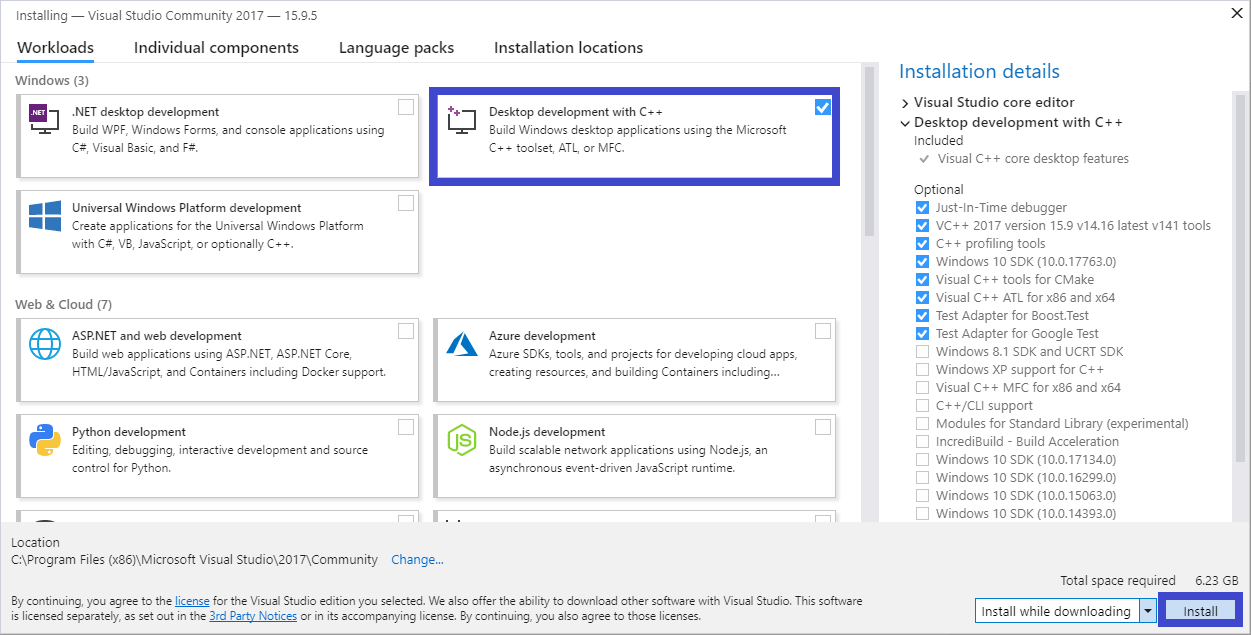 Installing — Visual Studio Community 2017 — 15.9.5
Workloads Individual components Language packs Installation locations
Windows (3)
.NET
.NET desktop development
Build WPF, Windows Forms, and console applications using
C#, Visual Basic, and F#.
Desktop development with C++
Build Windows desktop applications using the Microsoft
C++ toolset, ATL, or MFC.
Universal Windows Platform development
Create applications for the Universal Windows Platform
with C#, VB, JavaScript, or optionally C++.
Web & Cloud (7)
ASP.NET and web development
Build web applications using ASP.NET, ASP.NET Core,
HTML/JavaScript, and Containers including Docker support.
Azure development
Azure SDKs, tools, and projects for developing cloud apps,
creating resources, and building Containers including...
Python development
Editing, debugging, interactive development and source
control for Python.
JS
Node.js development
Build scalable network applications using Node.js, an
asynchronous event-driven JavaScript runtime.
Installation details
Visual Studio core editor
Desktop development with C++
Included
Visual C++ core desktop features
Optional
Just-In-Time debugger
VC++ 2017 version 15.9 v14.16 latest v141 tools
C++ profiling tools
Windows 10 SDK (10.0.17763.0)
Visual C++ tools for CMake
Visual C++ ATL for x86 and x64
Test Adapter for Boost.Test
Test Adapter for Google Test
Windows 8.1 SDK and UCRT SDK
Windows XP support for C++
Visual C++ MFC for x86 and x64
C++/CLI support
Modules for Standard Library (experimental)
IncrediBuild - Build Acceleration
Windows 10 SDK (10.0.17134.0)
Windows 10 SDK (10.0.16299.0)
Windows 10 SDK (10.0.15063.0)
Windows 10 SDK (10.0.14393.0)
Location
C:\Program Files (x86)\Microsoft Visual Studio\2017\Community Change...
Total space required 6.23 GB
By continuing, you agree to the license for the Visual Studio edition you selected. We also offer the ability to download other software with Visual Studio. This software
is licensed separately, as set out in the 3rd Party Notices or in its accompanying license. By continuing, you also agree to those licenses.
Install while downloading
Install